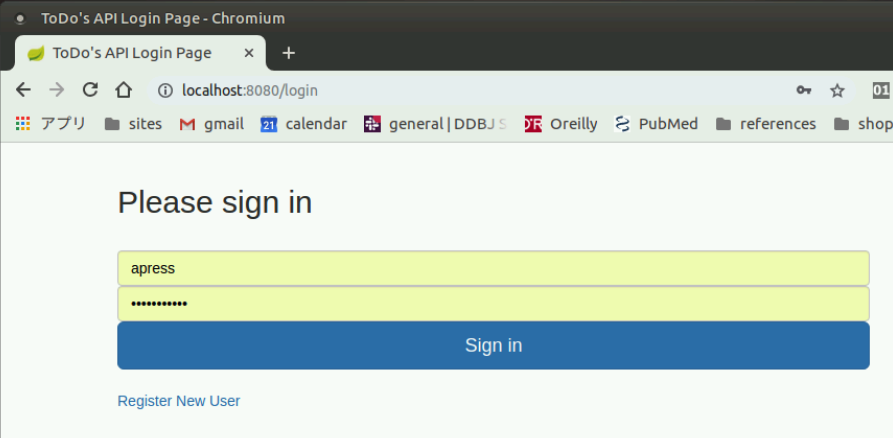 ToDo's API Login Page - Chromium
ToDo's API Login Page × +
localhost:8080/login
アプリ sites gmail 21 calendar general | DDBJ S Oreilly PubMed references shop
Please sign in
apress
•••••••••••
Sign in
Register New User